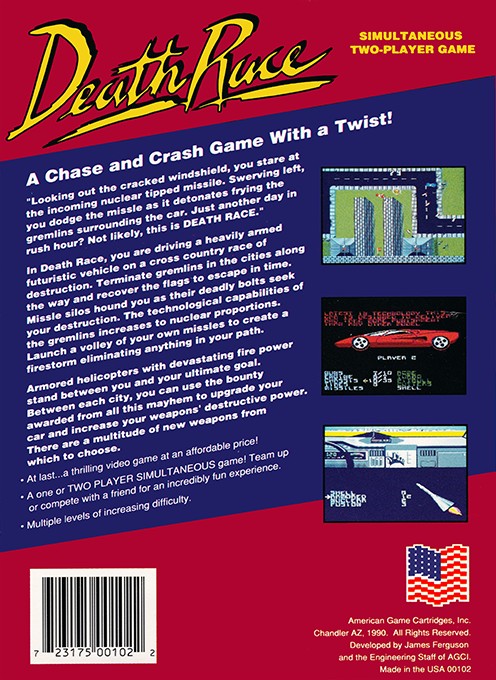 Death Race
SIMULTANEOUS
TWO-PLAYER GAME
A Chase and Crash Game With a Twist!
"Looking out the cracked windshield, you stare at
the incoming nuclear tipped missile. Swerving left,
you dodge the missle as it detonates frying the
gremlins surrounding the car. Just another day in
rush hour? Not likely, this is DEATH RACE."
In Death Race, you are driving a heavily armed
futuristic vehicle on a cross country race of
destruction. Terminate gremlins in the cities along
the way and recover the flags to escape in time.
Missile silos hound you as their deadly bolts seek
your destruction. The technological capabilities of
the gremlins increases to nuclear proportions.
Launch a volley of your own missles to create a
firestorm eliminating anything in your path.
Armored helicopters with devastating fire power
stand between you and your ultimate goal.
Between each city, you can use the bounty
awarded from all this mayhem to upgrade your
car and increase your weapons' destructive power.
There are a multitude of new weapons from
which to choose.
• At last...a thrilling video game at an affordable price!
• A one or TWO PLAYER SIMULTANEOUS game! Team up
or compete with a friend for an incredibly fun experience.
• Multiple levels of increasing difficulty.
PLAYER 2
MISSILES
SHELL
7 23175 00102 2
American Game Cartridges, Inc.
Chandler AZ, 1990. All Rights Reserved.
Developed by James Ferguson
and the Engineering Staff of AGCI.
Made in the USA 00102